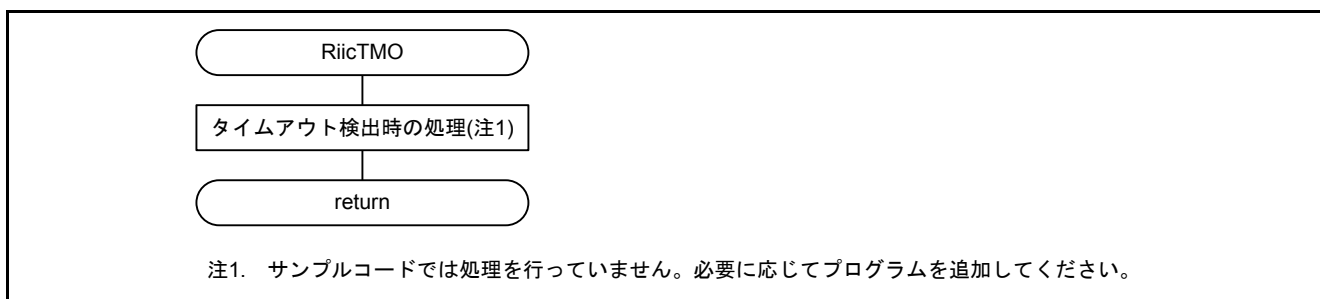 RiicTMO
タイムアウト検出時の処理(注1)
return
注1. サンプルコードでは処理を行っていません。必要に応じてプログラムを追加してください。